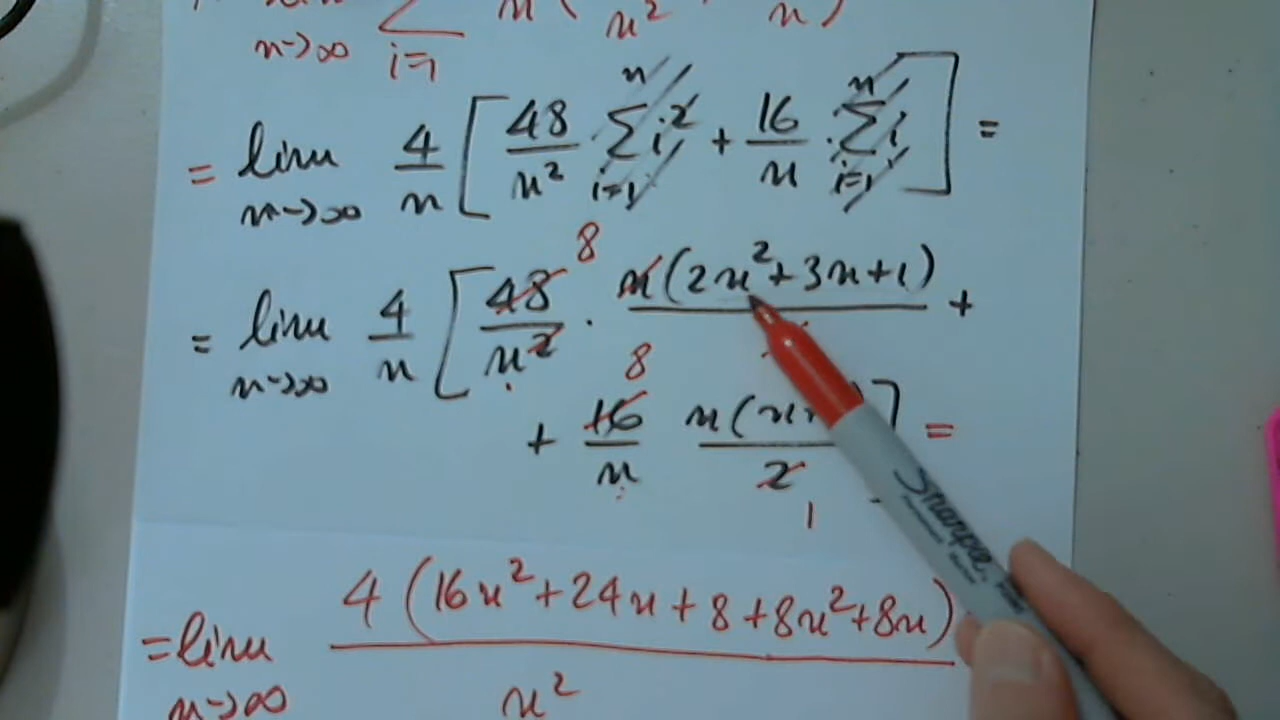 n→∞ Σ i=1 n( n² n)
= lim n→∞ 4/n [ 48/n² Σ i=1 n i² + 16/n · Σ i=1 n i ] =
= lim n→∞ 4/n [ 48/n² 8 · n(2n²+3n+1) +
+ 16/n 8 n(n+ /2 1 ] =
= lim n→∞ 4(16n²+24n+8+8n²+8n) / n²
Sharpie